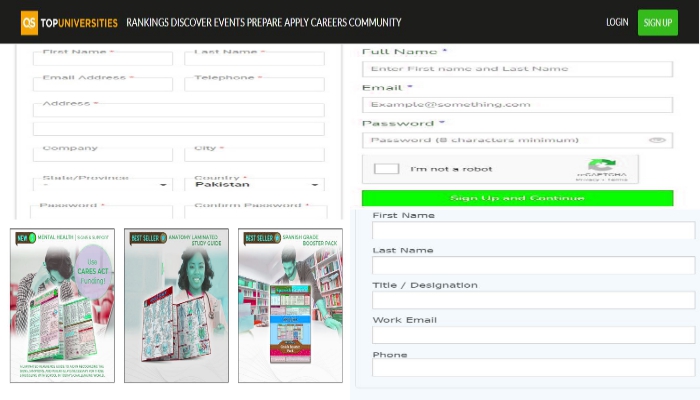 QS TOPUNIVERSITIES RANKINGS DISCOVER EVENTS PREPARE APPLY CAREERS COMMUNITY LOGIN SIGN UP
First Name * Last Name *
Email Address * Telephone *
Address *
Company City *
State/Province Country *
- Pakistan
Password * Confirm Password *
Full Name *
Enter First name and Last Name
Email *
Example@something.com
Password *
Password (8 characters minimum)
I'm not a robot
reCAPTCHA
Privacy - Terms
Sign Up and Continue
NEW MENTAL HEALTH
Use
CARES ACT
Funding!
BEST SELLER ANATOMY LAMINATED
STUDY GUIDE
BEST SELLER SPANISH GRADE
BOOSTER PACK
First Name
Last Name
Title / Designation
Work Email
Phone